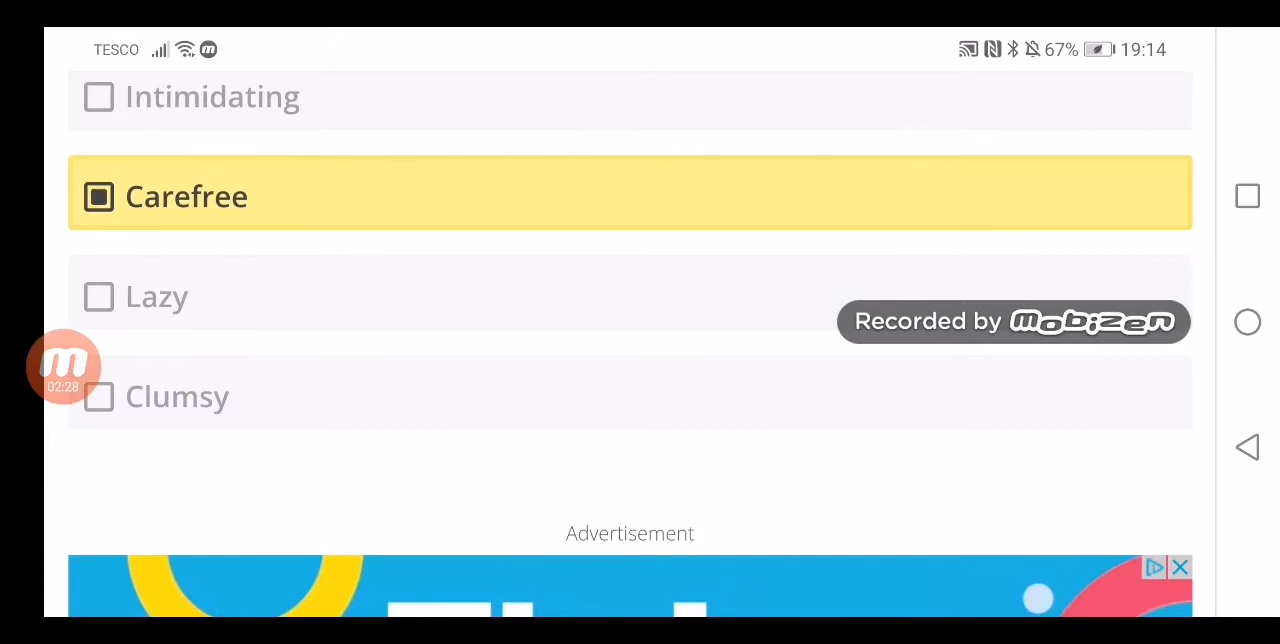 TESCO 67% 19:14
Intimidating
Carefree
Lazy
Recorded by mobizen
02:28
Clumsy
Advertisement